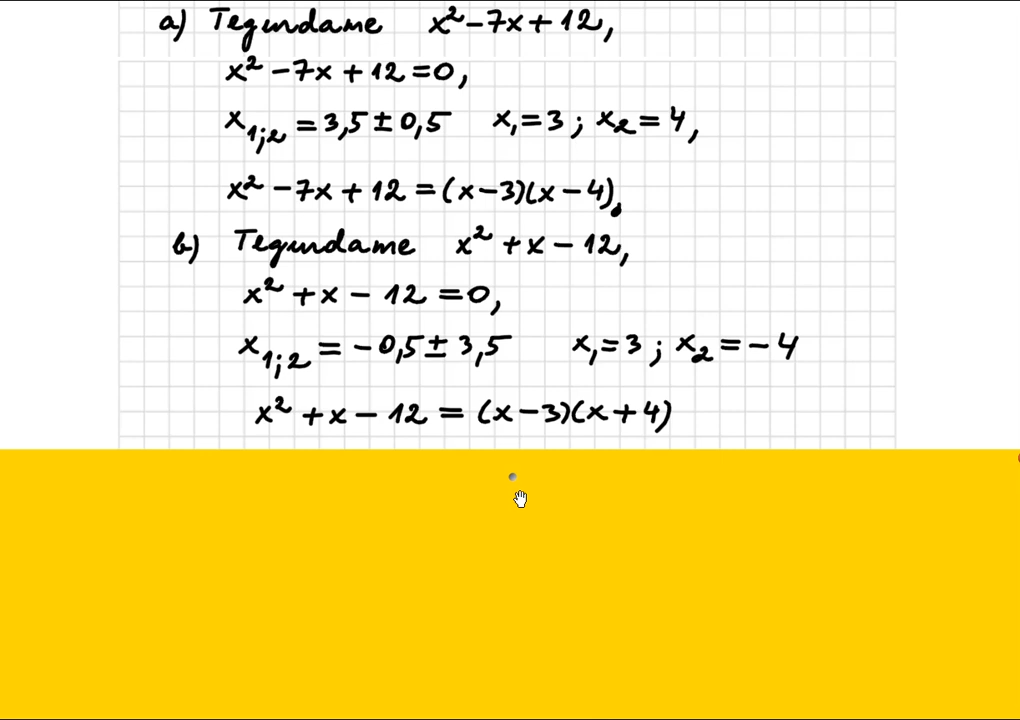 a) Tegurdame x² − 7x + 12,
x² − 7x + 12 = 0,
x₁;₂ = 3,5 ± 0,5 x₁ = 3 ; x₂ = 4,
x² − 7x + 12 = (x − 3)(x − 4).
b) Tegurdame x² + x − 12,
x² + x − 12 = 0,
x₁;₂ = − 0,5 ± 3,5 x₁ = 3 ; x₂ = − 4
x² + x − 12 = (x − 3)(x + 4)